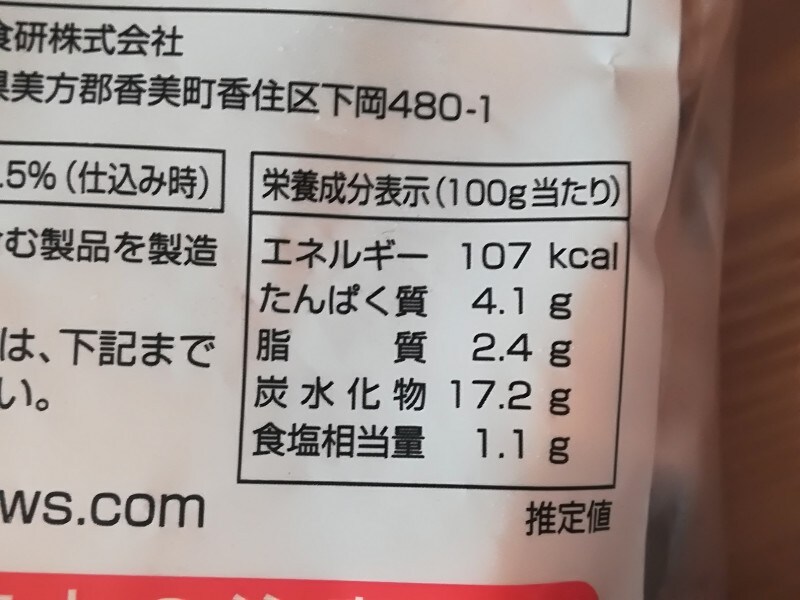 食研株式会社
県美方郡香美町香住区下岡480-1
.5%(仕込み時)
む製品を製造
は、下記まで
い。
ws.com
栄養成分表示(100g当たり)
エネルギー 107 kcal
たんぱく質 4.1 g
脂質 2.4 g
炭水化物 17.2 g
食塩相当量 1.1 g
推定値